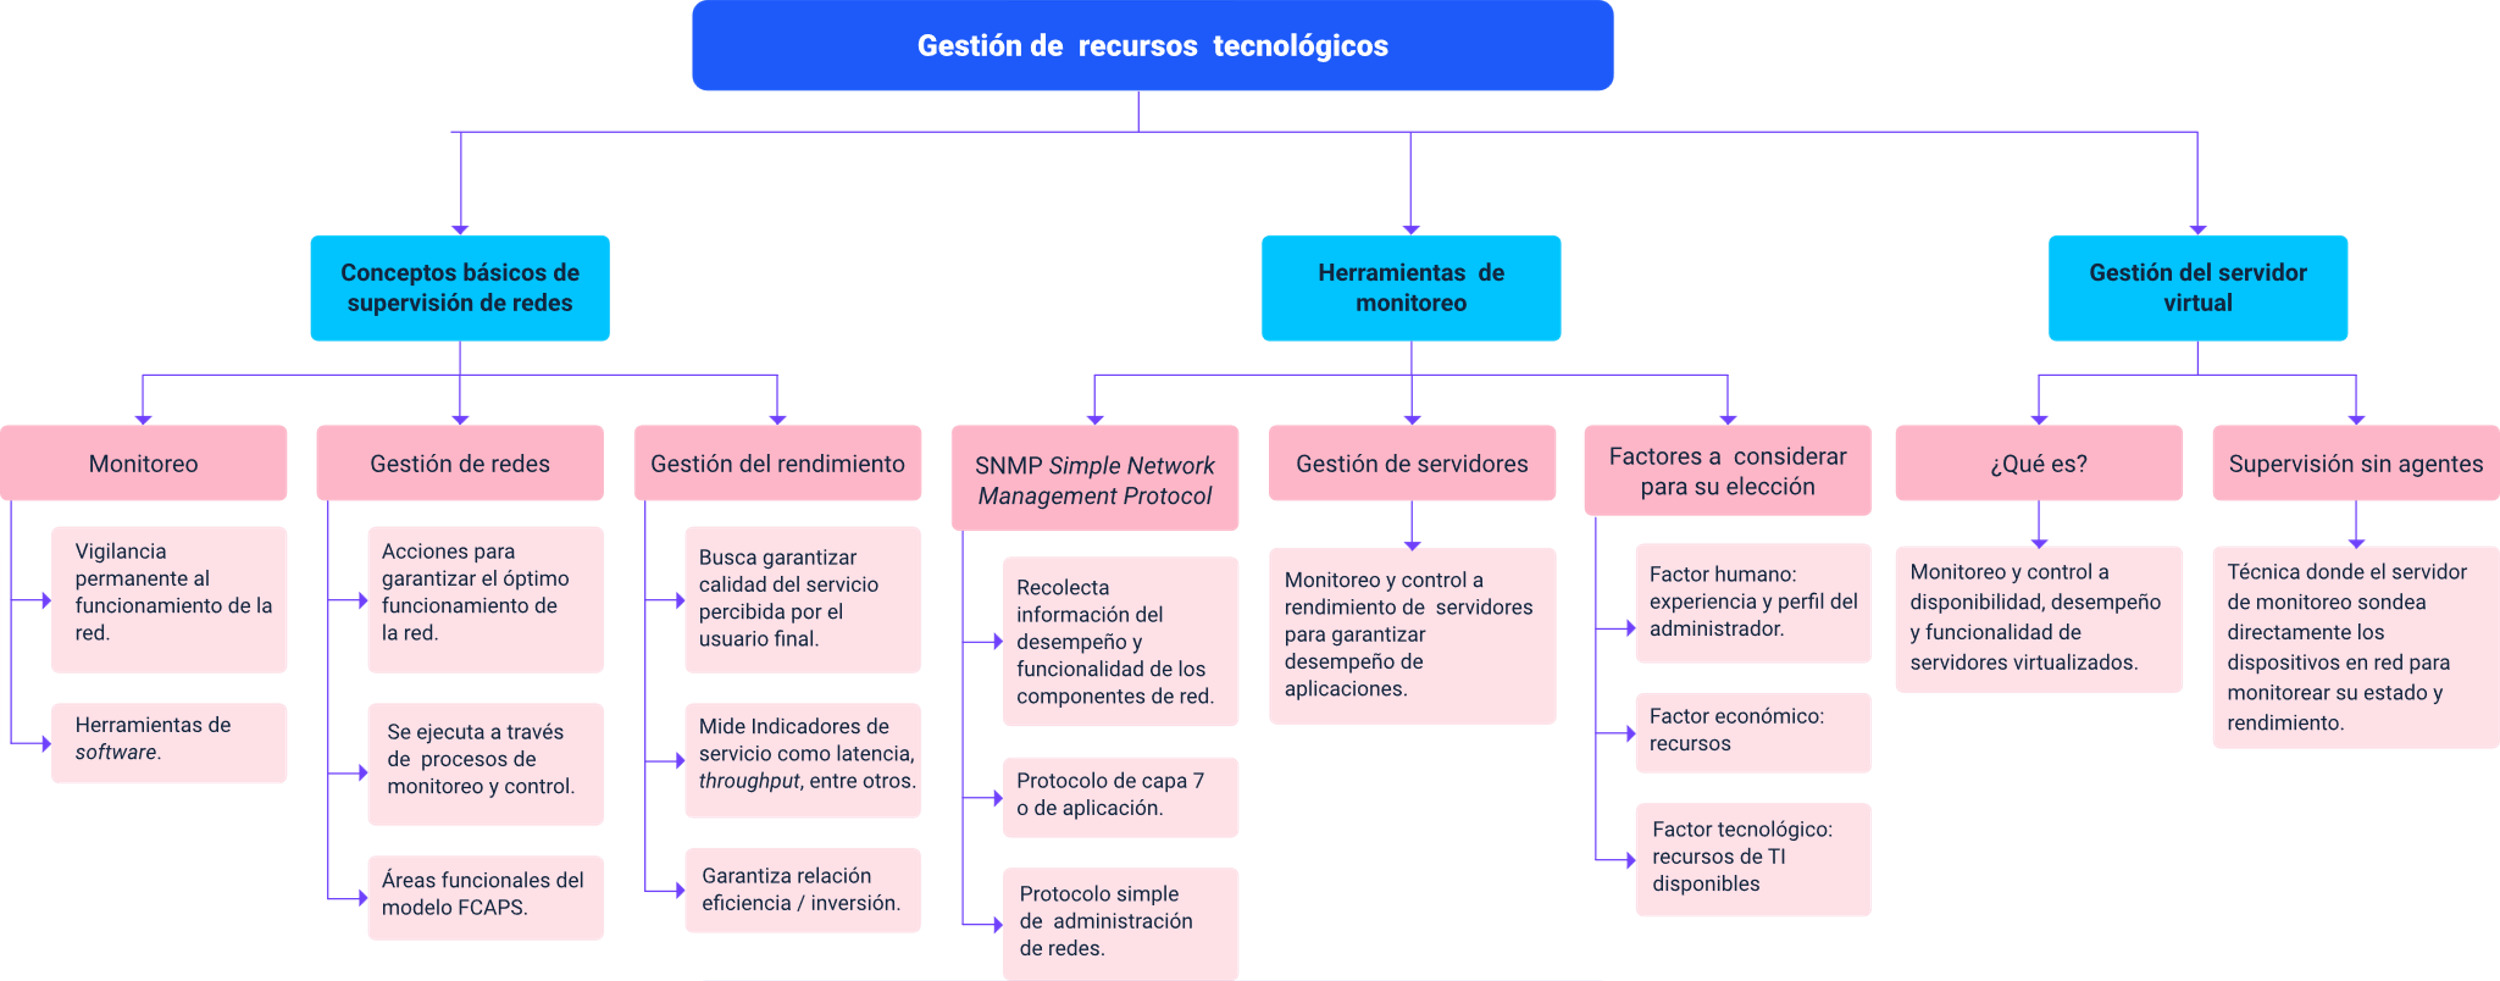 Gestión de recursos tecnológicos
Conceptos básicos de
supervisión de redes
Monitoreo
Vigilancia
permanente al
funcionamiento de la
red.
Herramientas de
software.
Gestión de redes
Acciones para
garantizar el óptimo
funcionamiento de
la red.
Se ejecuta a través
de procesos de
monitoreo y control.
Áreas funcionales del
modelo FCAPS.
Gestión del rendimiento
Busca garantizar
calidad del servicio
percibida por el
usuario final.
Mide Indicadores de
servicio como latencia,
throughput, entre otros.
Garantiza relación
eficiencia / inversión.
Herramientas de
monitoreo
SNMP Simple Network
Management Protocol
Recolecta
información del
desempeño y
funcionalidad de los
componentes de red.
Protocolo de capa 7
o de aplicación.
Protocolo simple
de administración
de redes.
Gestión de servidores
Monitoreo y control a
rendimiento de servidores
para garantizar
desempeño de
aplicaciones.
Factores a considerar
para su elección
Factor humano:
experiencia y perfil del
administrador.
Factor económico:
recursos
Factor tecnológico:
recursos de TI
disponibles
Gestión del servidor
virtual
¿Qué es?
Monitoreo y control a
disponibilidad, desempeño
y funcionalidad de
servidores virtualizados.
Supervisión sin agentes
Técnica donde el servidor
de monitoreo sondea
directamente los
dispositivos en red para
monitorear su estado y
rendimiento.